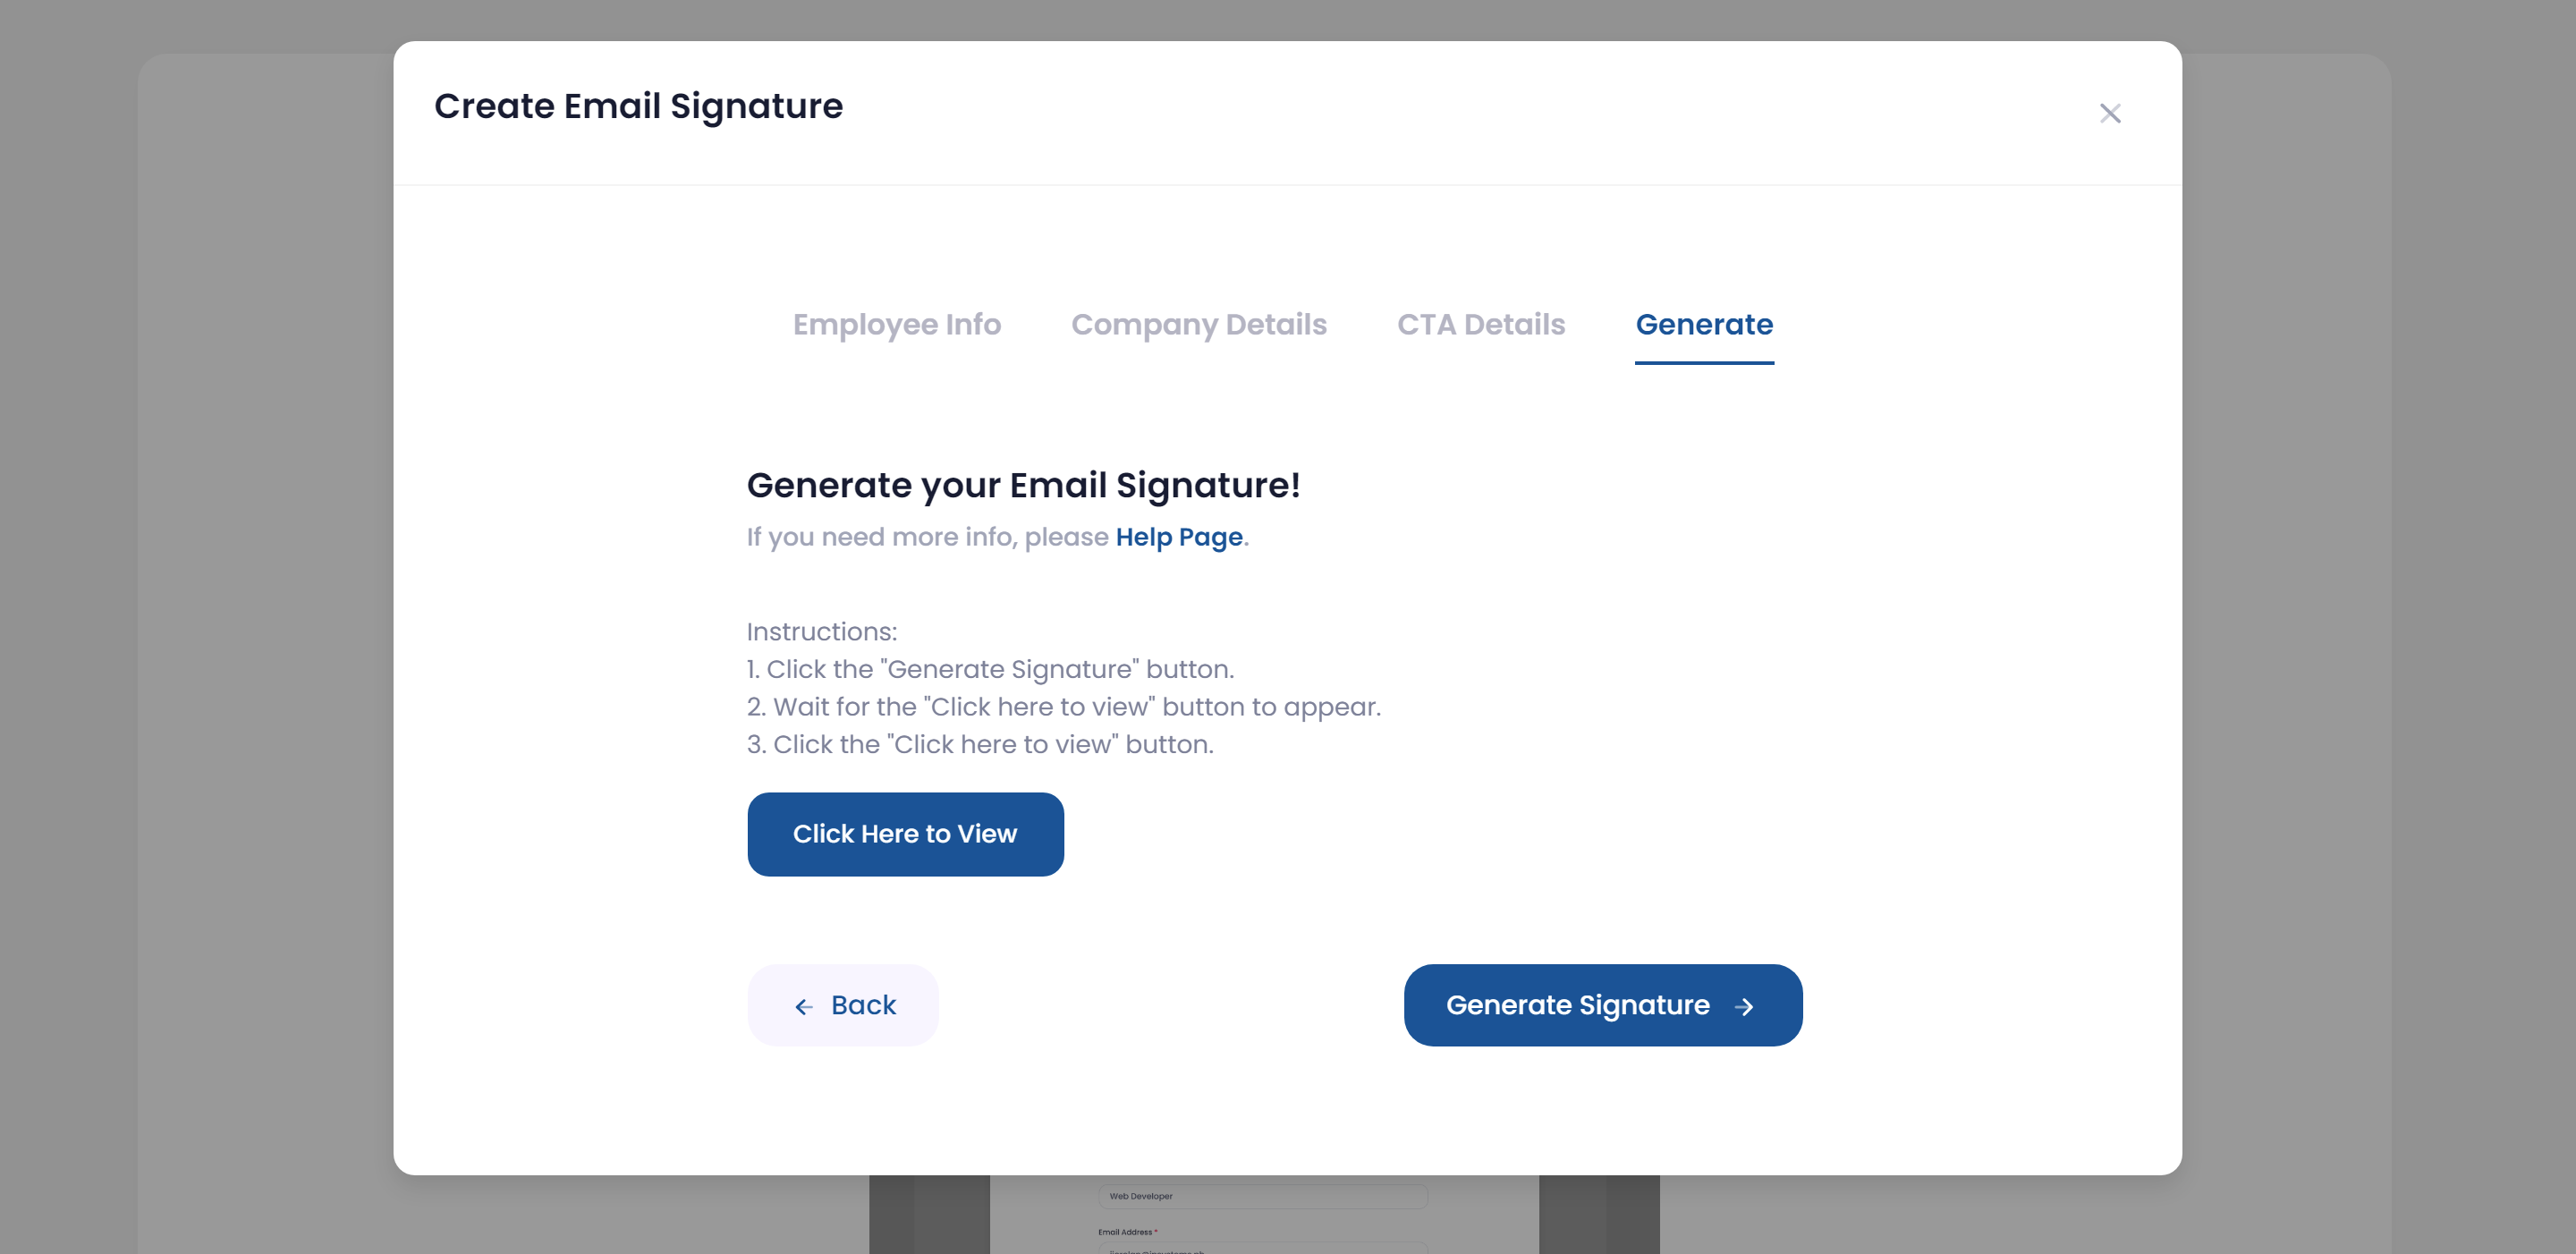 Create Email Signature
Employee Info Company Details CTA Details Generate
Generate your Email Signature!
If you need more info, please Help Page.
Instructions:
1. Click the "Generate Signature" button.
2. Wait for the "Click here to view" button to appear.
3. Click the "Click here to view" button.
Click Here to View
Back
Generate Signature
Web Developer
Email Address *